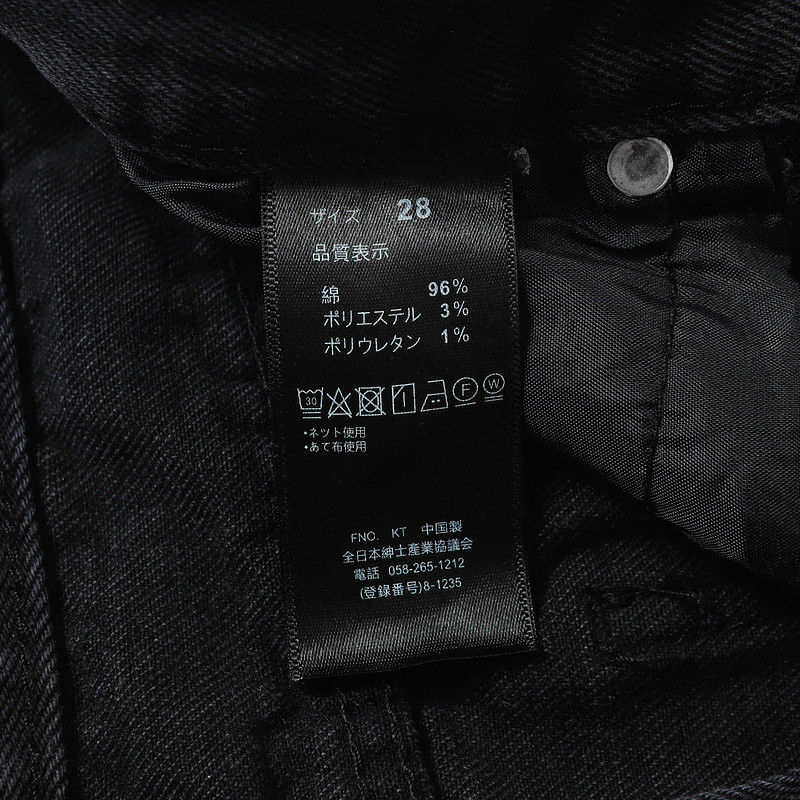 ザイズ 28
品質表示
綿 96%
ポリエステル 3%
ポリウレタン 1%
30 F W
・ネット使用
・あて布使用
FNO. KT 中国製
全日本紳士産業協議会
電話 058-265-1212
(登録番号)8-1235